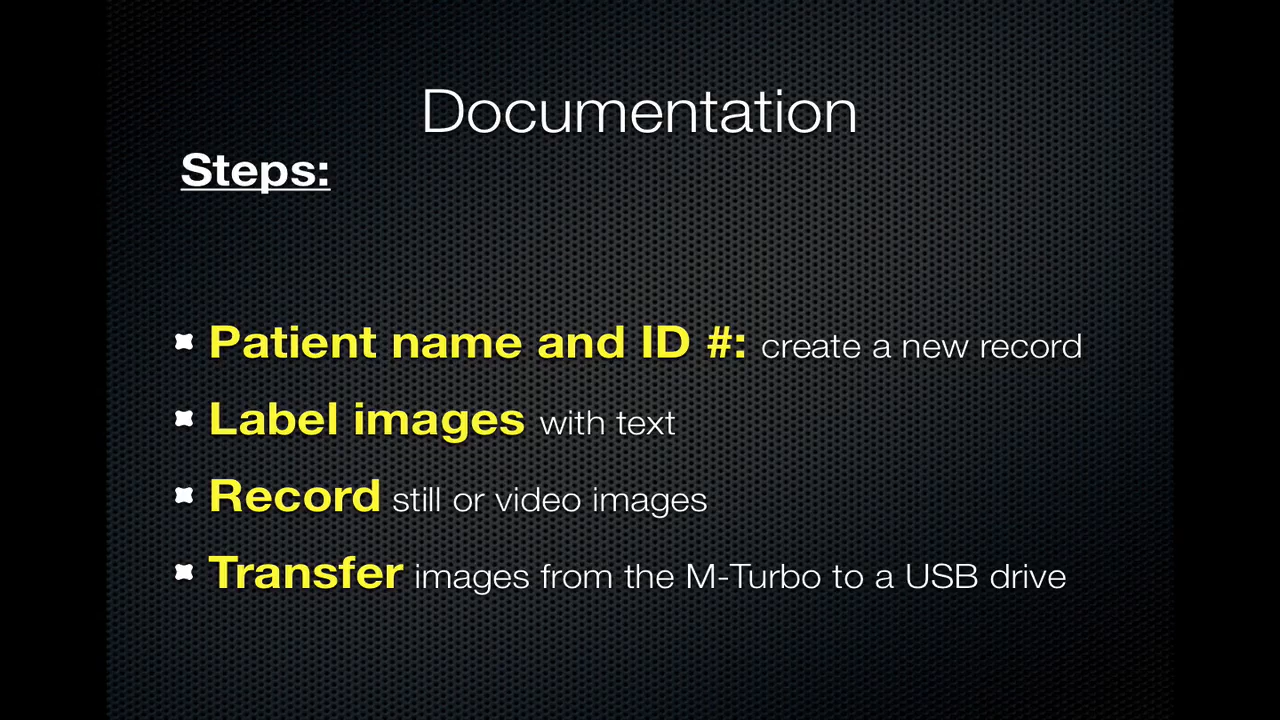 Documentation
Steps:
Patient name and ID #: create a new record
Label images with text
Record still or video images
Transfer images from the M-Turbo to a USB drive